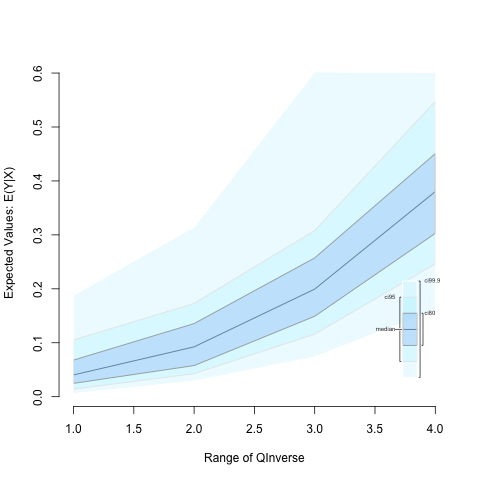 Expected Values: E(Y|X)
0.6
0.5
0.4
0.3
0.2
0.1
0.0
ci99.9
ci95
ci80
median
1.0 1.5 2.0 2.5 3.0 3.5 4.0
Range of QInverse